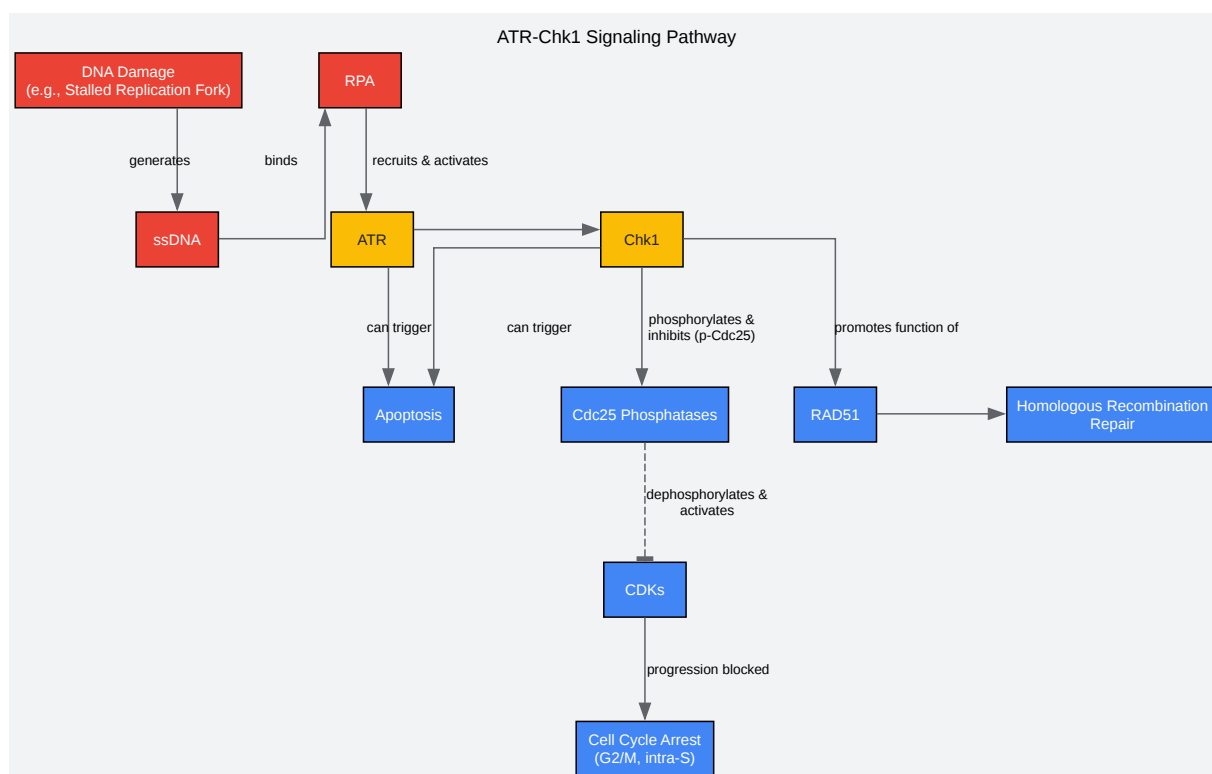 ATR-Chk1 Signaling Pathway
DNA Damage
(e.g., Stalled Replication Fork)
RPA
generates
binds
recruits & activates
ssDNA
ATR
Chk1
can trigger
can trigger
phosphorylates &
inhibits (p-Cdc25)
promotes function of
Apoptosis
Cdc25 Phosphatases
RAD51
Homologous Recombination
Repair
dephosphorylates &
activates
CDKs
progression blocked
Cell Cycle Arrest
(G2/M, intra-S)